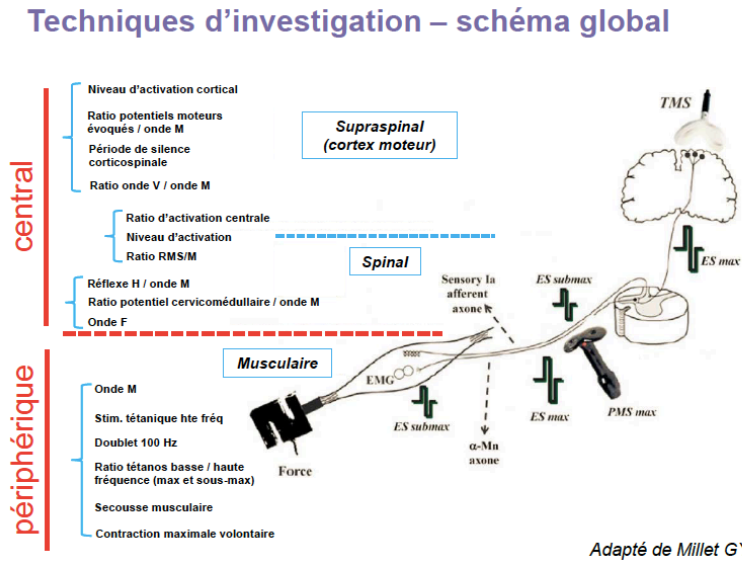 Techniques d'investigation – schéma global
central
Niveau d'activation cortical
Ratio potentiels moteurs
évoqués / onde M
Période de silence
corticospinale
Ratio onde V / onde M
Supraspinal
(cortex moteur)
TMS
Ratio d'activation centrale
Niveau d'activation
Ratio RMS/M
Spinal
ES max
Réflexe H / onde M
Ratio potentiel cervicomédullaire / onde M
Onde F
Sensory Ia
afferent
axone
ES submax
périphérique
Musculaire
Onde M
Stim. tétanique hte fréq
Doublet 100 Hz
Ratio tétanos basse / haute
fréquence (max et sous-max)
Secousse musculaire
Contraction maximale volontaire
EMG
ES submax
ES max
PMS max
α-Mn
axone
Force
Adapté de Millet GY